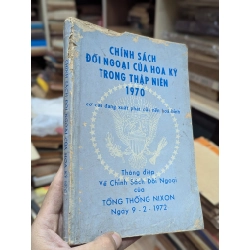 CHÍNH SÁCH
ĐỐI NGOẠI CỦA HOA KỲ
TRONG THẬP NIÊN
1970
Thông điệp
Về Chính Sách Đối Ngoại
của
TỔNG THỐNG NIXON
Ngày 9-2-1972